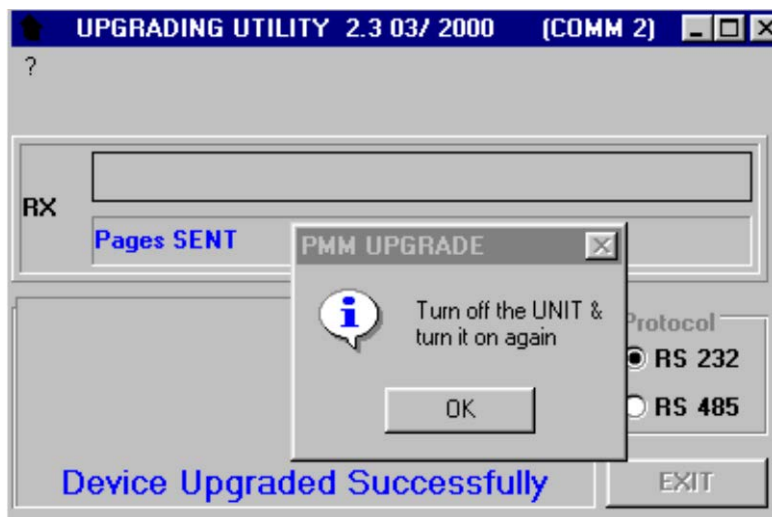 UPGRADING UTILITY 2.3 03/ 2000 (COMM 2)
?
RX
Pages SENT
PMM UPGRADE
Turn off the UNIT &
turn it on again
OK
Protocol
RS 232
RS 485
Device Upgraded Successfully
EXIT